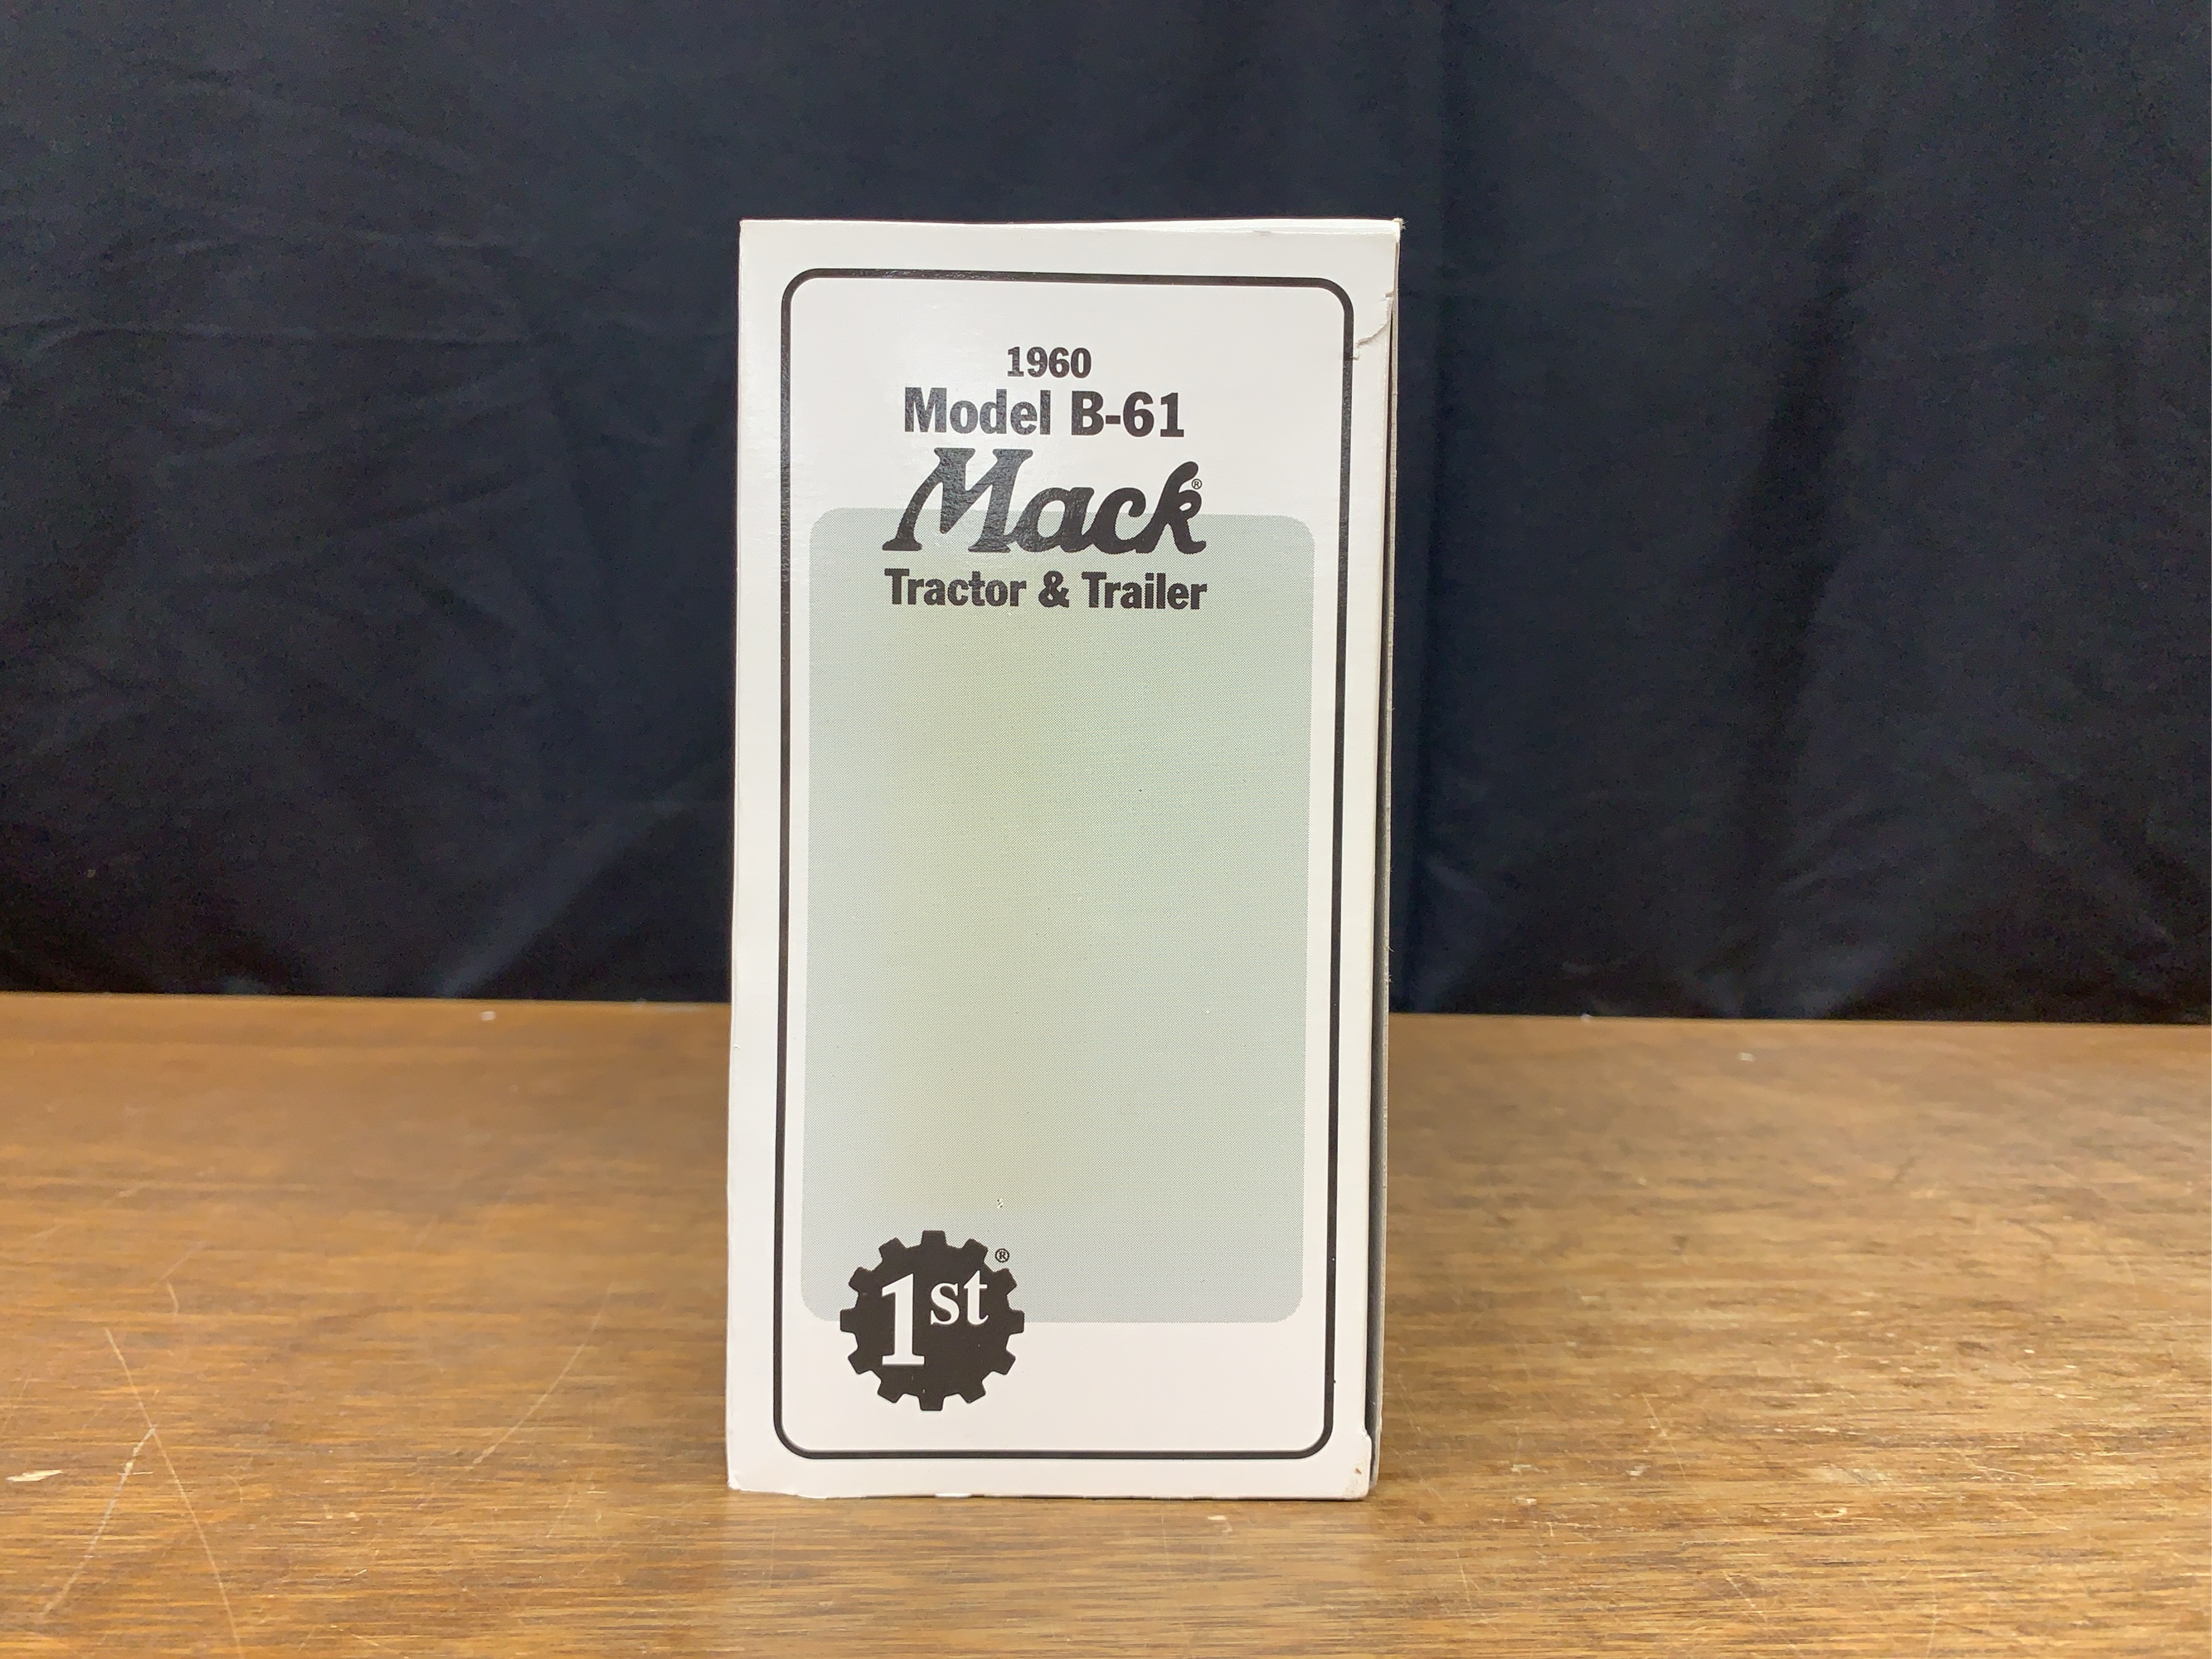 1960
Model B-61
Mack®
Tractor & Trailer
1st®